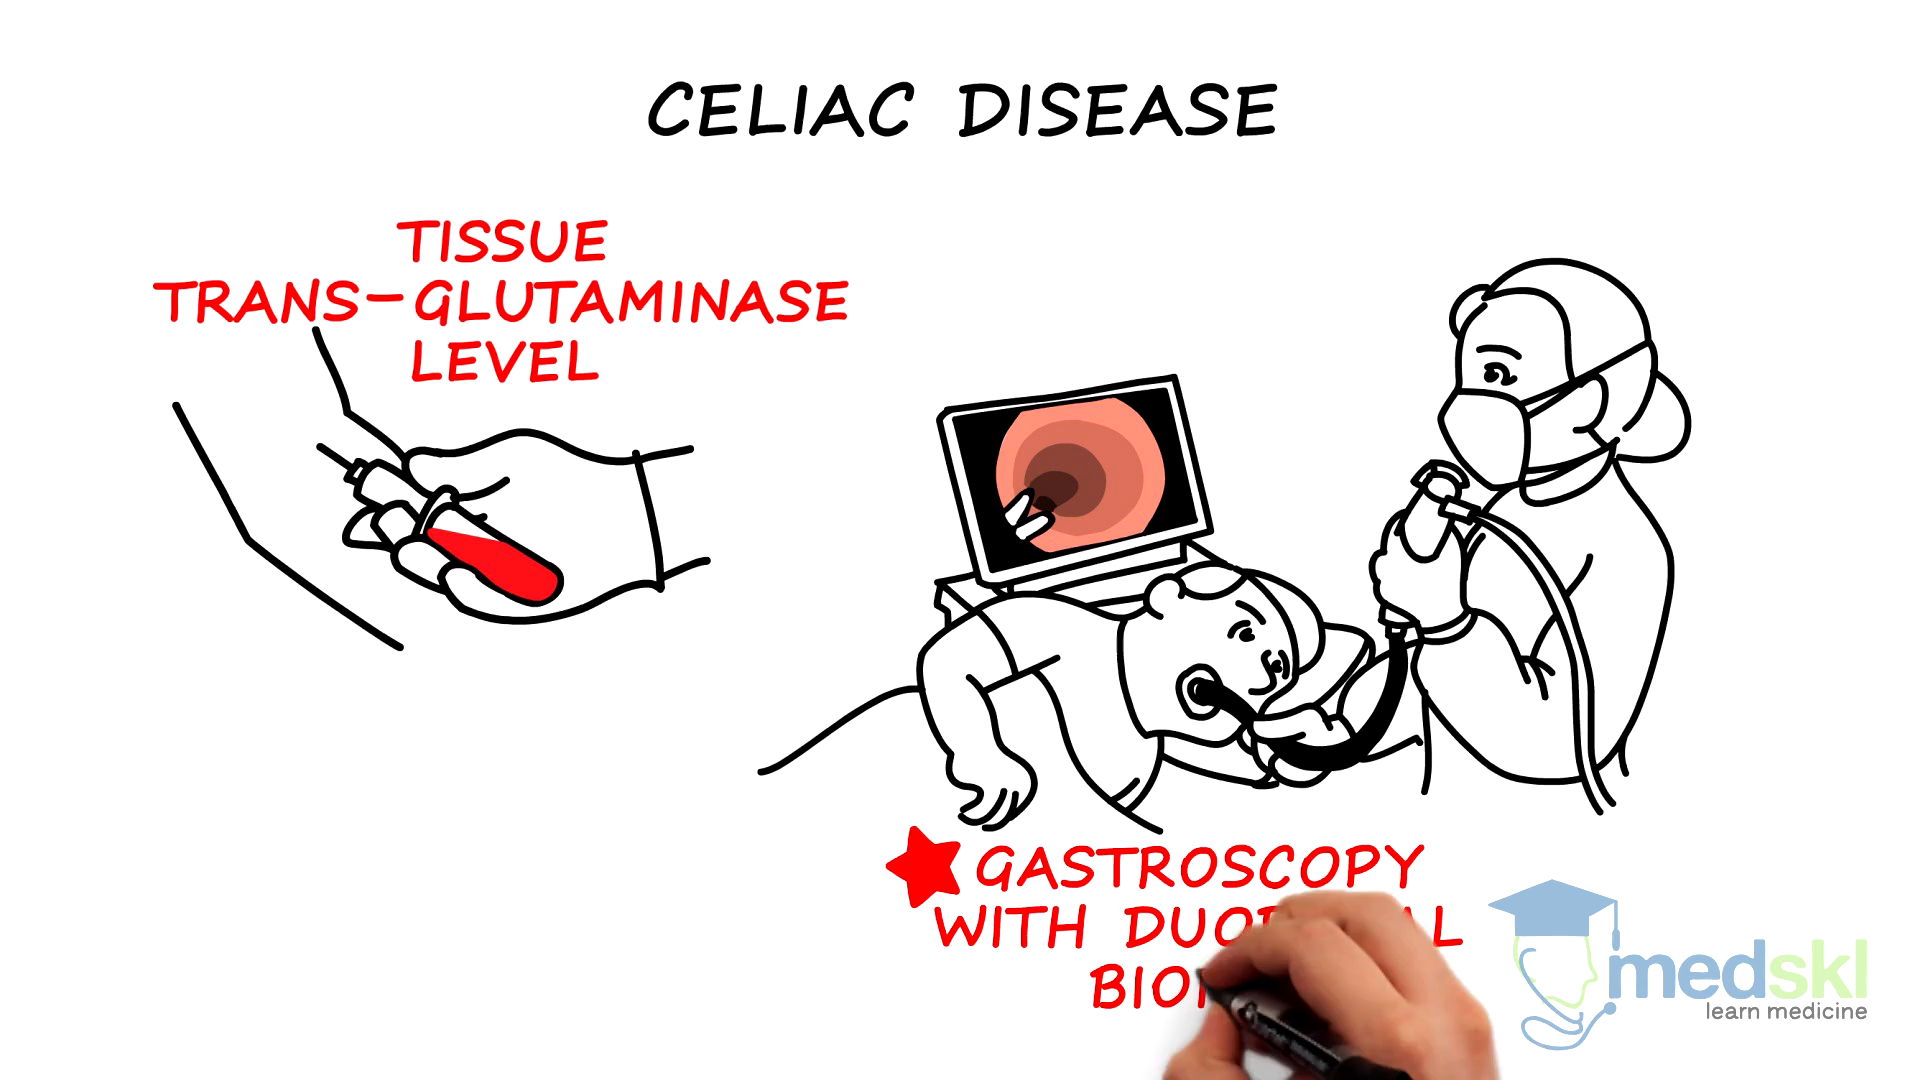 CELIAC DISEASE
TISSUE
TRANS-GLUTAMINASE
LEVEL
GASTROSCOPY
WITH
medskl
learn medicine